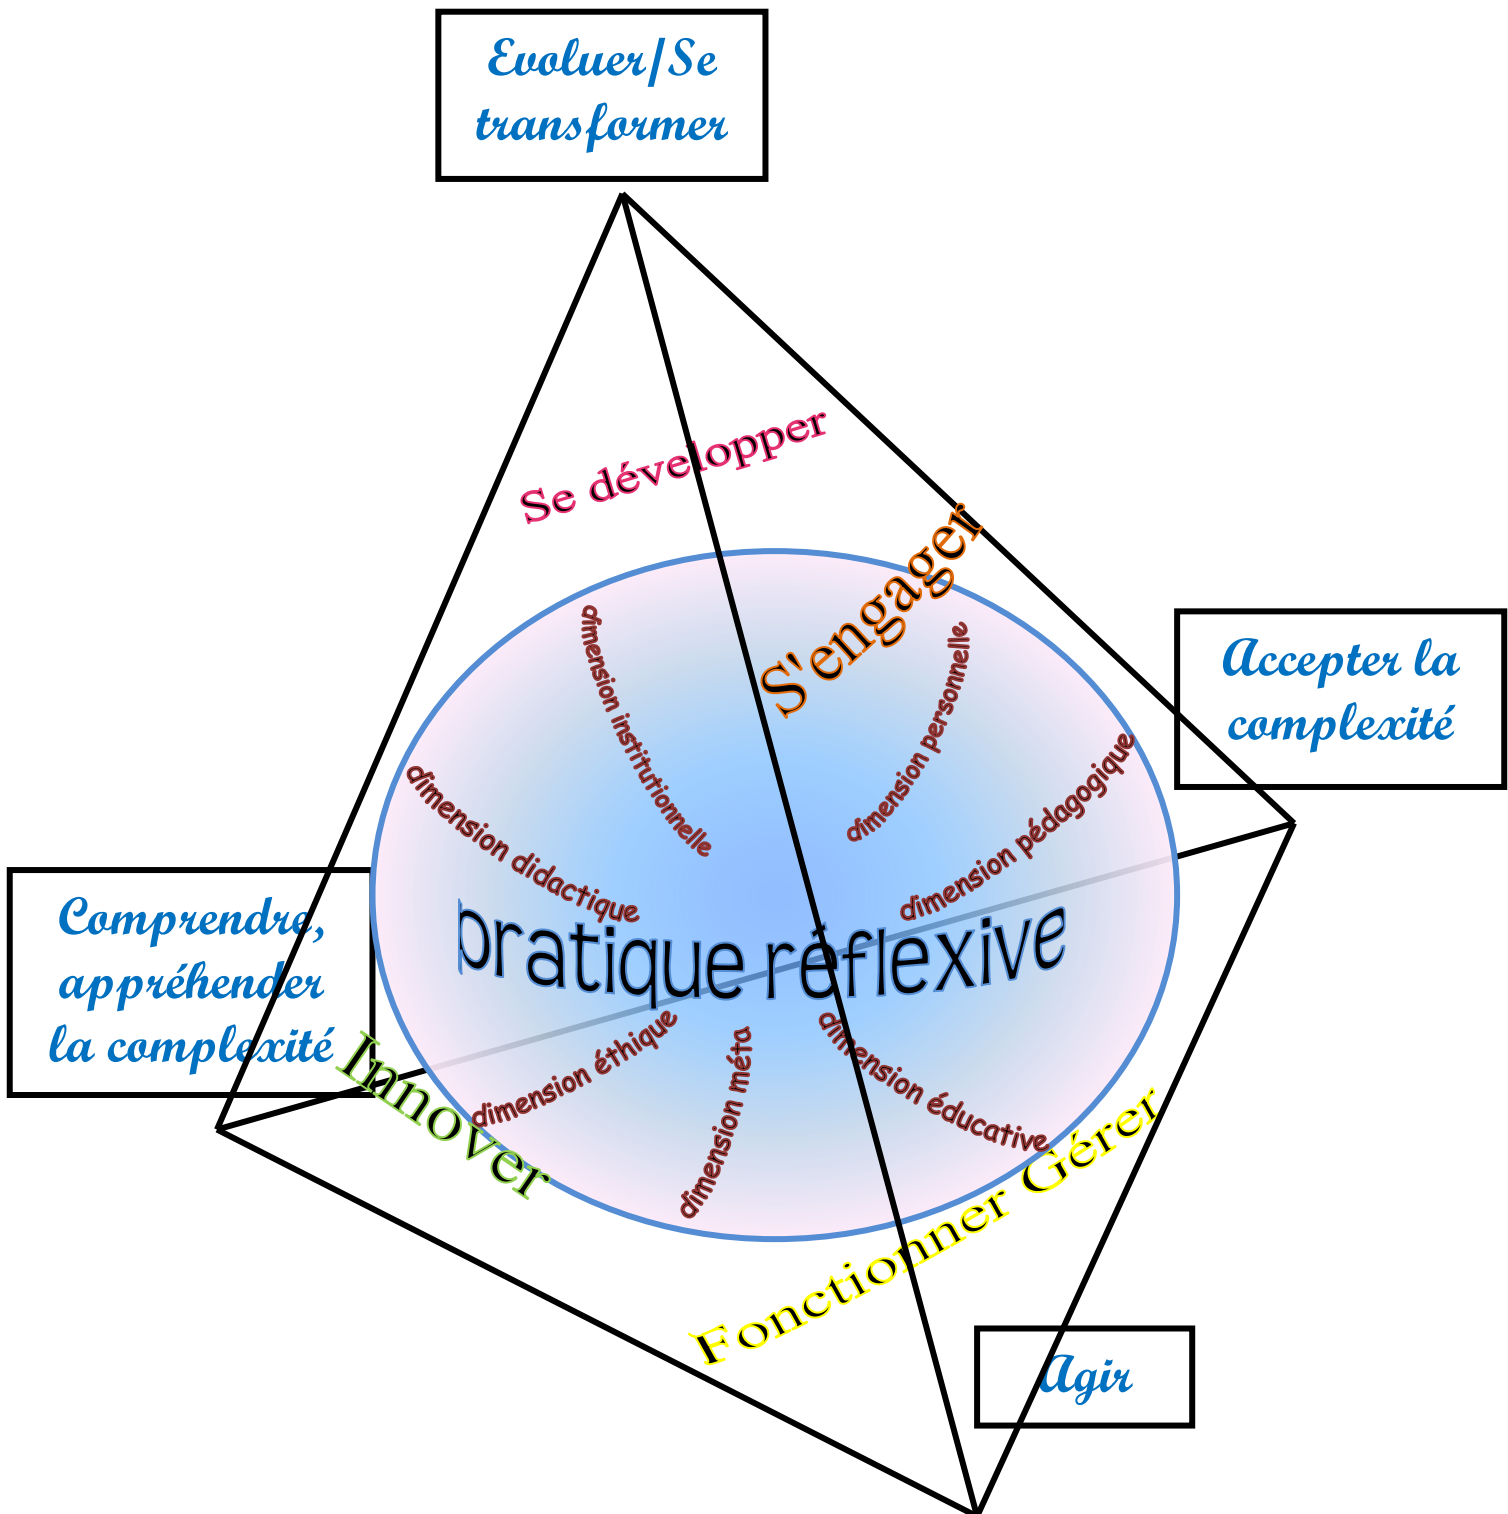 Evoluer/Se
transformer
Se développer
S'engager
Accepter la
complexité
dimension institutionnelle
dimension personnelle
dimension didactique
dimension pédagogique
Comprendre,
appréhender
la complexité
pratique réflexive
Innover
dimension éthique
dimension méta
dimension éducative
Fonctionner Gérer
Agir